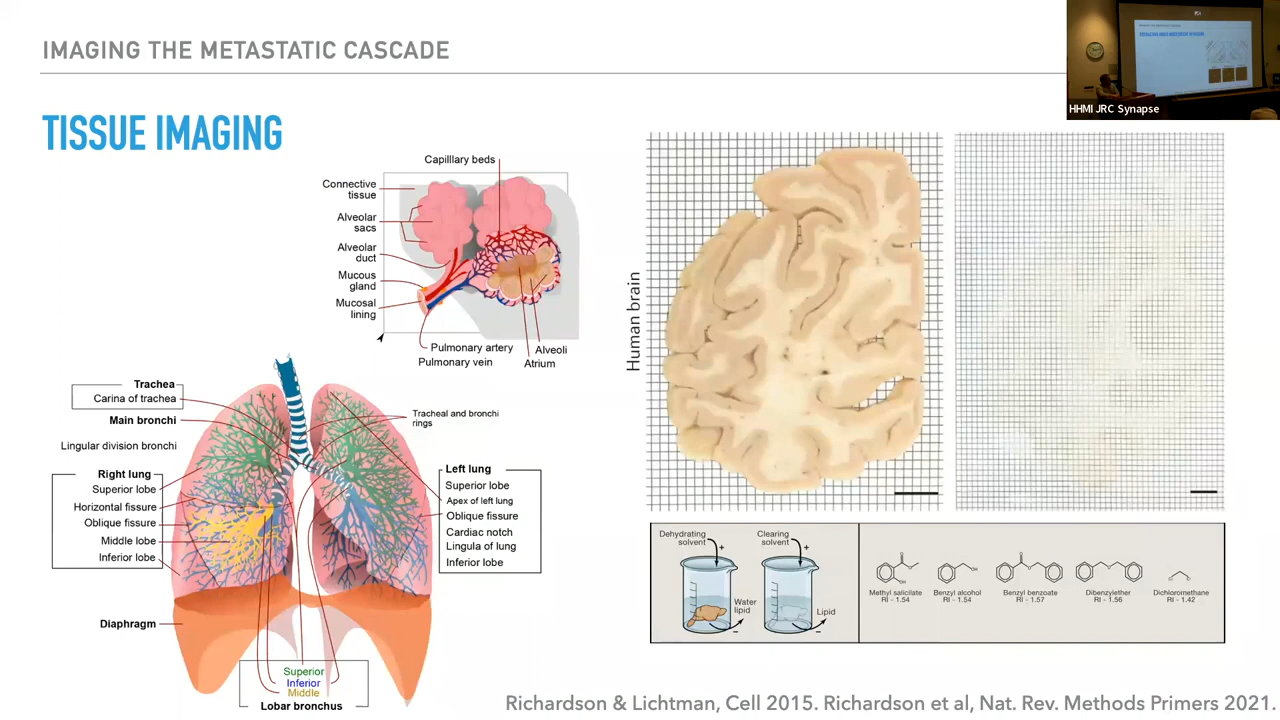 IMAGING THE METASTATIC CASCADE
HHMI JRC Synapse
TISSUE IMAGING
Capilllary beds
Connective
tissue
Alveolar
sacs
Alveolar
duct
Mucous
gland
Mucosal
lining
Pulmonary artery
Pulmonary vein
Alveoli
Atrium
Trachea
Carina of trachea
Main bronchi
Lingular division bronchi
Right lung
Superior lobe
Horizontal fissure
Oblique fissure
Middle lobe
Inferior lobe
Diaphragm
Tracheal and bronchi
rings
Left lung
Superior lobe
Apex of left lung
Oblique fissure
Cardiac notch
Lingula of lung
Inferior lobe
Superior
Inferior
Middle
Lobar bronchus
Human brain
Dehydrating
solvent
+
Water
lipid
−
Clearing
solvent
+
Lipid
−
OH
Methyl salicilate
RI - 1.54
OH
Benzyl alcohol
RI - 1.54
Benzyl benzoate
RI - 1.57
Dibenzylether
RI - 1.56
Dichloromethane
RI - 1.42
Richardson & Lichtman, Cell 2015. Richardson et al, Nat. Rev. Methods Primers 2021.